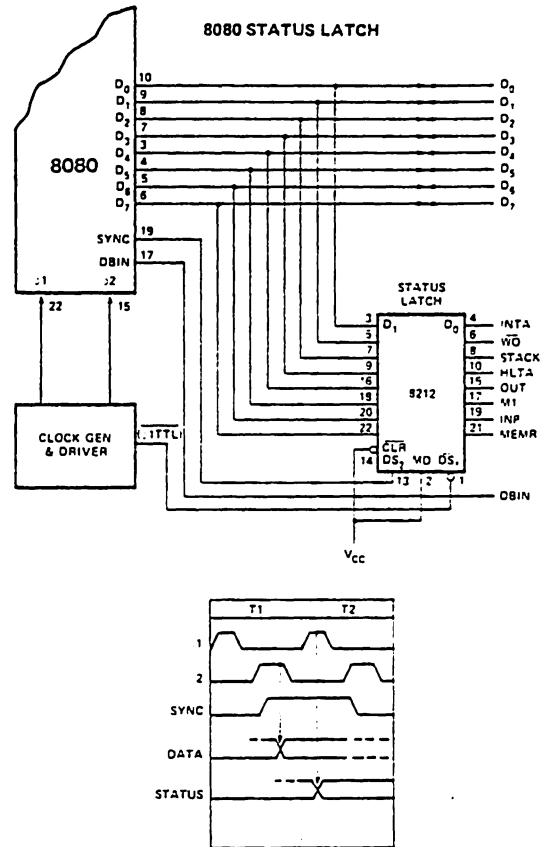 8080 STATUS LATCH
8080
D0 10 D0
D1 9 D1
D2 8 D2
D3 7 D3
D4 3 D4
D5 4 D5
D6 5 D6
D7 6 D7
SYNC 19
DBIN 17
22 15
STATUS
LATCH
3 D1 D0 4 INTA
5 6 WO
7 8 STACK
9 10 HLTA
16 15 OUT
18 17 M1
20 19 INP
22 21 MEMR
8212
CLOCK GEN
& DRIVER
14 CLR
DS2 MD DS1
13 2 1
DBIN
VCC
T1 T2
1
2
SYNC
DATA
STATUS